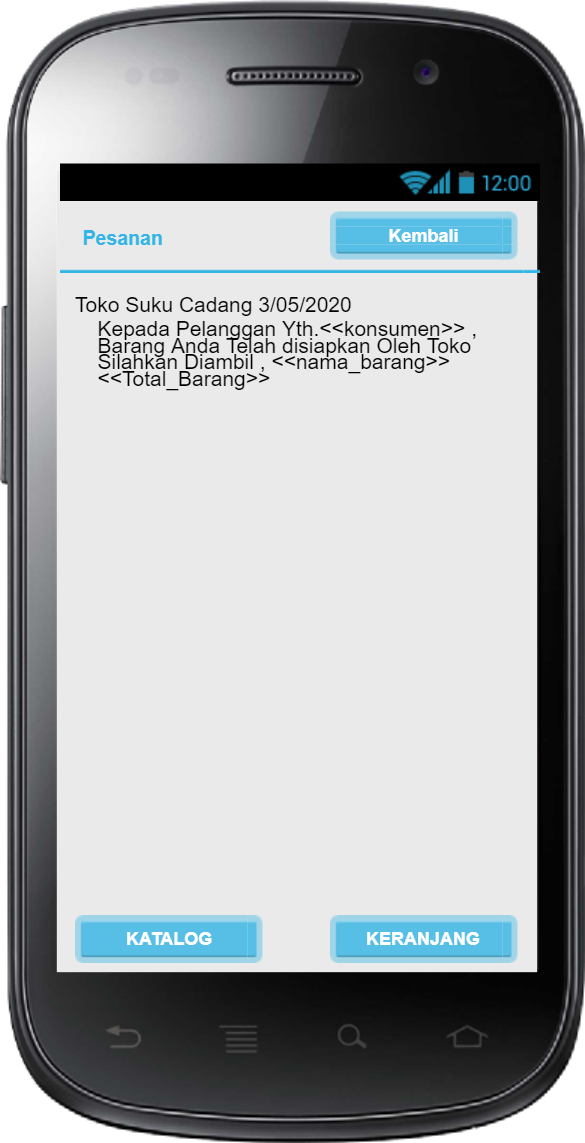 12:00
Pesanan
Kembali
Toko Suku Cadang 3/05/2020
Kepada Pelanggan Yth.<<konsumen>> ,
Barang Anda Telah disiapkan Oleh Toko
Silahkan Diambil , <<nama_barang>>
<<Total_Barang>>
KATALOG
KERANJANG